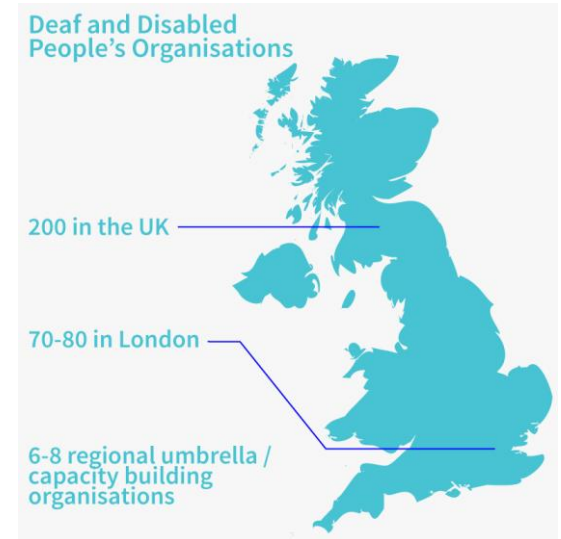 Deaf and Disabled
People's Organisations
200 in the UK
70-80 in London
6-8 regional umbrella /
capacity building
organisations